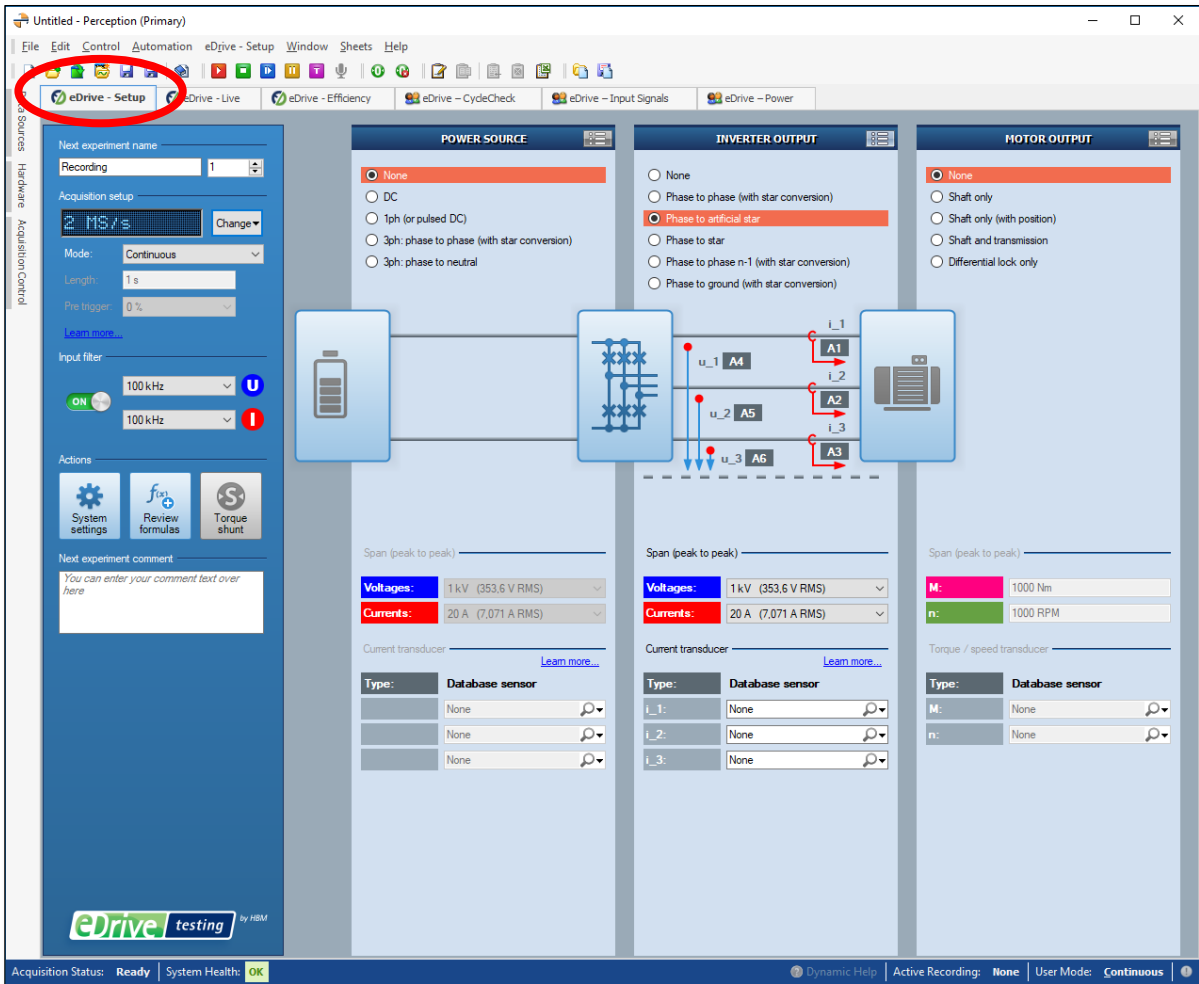 Untitled - Perception (Primary)
File Edit Control Automation eDrive - Setup Window Sheets Help
eDrive - Setup eDrive - Live eDrive - Efficiency eDrive – CycleCheck eDrive – Input Signals eDrive – Power
Data Sources
Hardware
Acquisition Control
Next experiment name
Recording 1
Acquisition setup
2 MS/s Change
Mode: Continuous
Length: 1 s
Pre trigger: 0 %
Learn more...
Input filter
ON
100 kHz U
100 kHz I
Actions
System settings
Review formulas
Torque shunt
Next experiment comment
You can enter your comment text over
here
eDrive testing by HBM
POWER SOURCE
None
DC
1ph (or pulsed DC)
3ph: phase to phase (with star conversion)
3ph: phase to neutral
Span (peak to peak)
Voltages: 1 kV (353,6 V RMS)
Currents: 20 A (7,071 A RMS)
Current transducer
Learn more...
Type: Database sensor
None
None
None
INVERTER OUTPUT
None
Phase to phase (with star conversion)
Phase to artificial star
Phase to star
Phase to phase n-1 (with star conversion)
Phase to ground (with star conversion)
i_1
A1
u_1 A4
i_2
A2
u_2 A5
i_3
A3
u_3 A6
Span (peak to peak)
Voltages: 1 kV (353,6 V RMS)
Currents: 20 A (7,071 A RMS)
Current transducer
Learn more...
Type: Database sensor
i_1: None
i_2: None
i_3: None
MOTOR OUTPUT
None
Shaft only
Shaft only (with position)
Shaft and transmission
Differential lock only
Span (peak to peak)
M: 1000 Nm
n: 1000 RPM
Torque / speed transducer
Type: Database sensor
M: None
n: None
Acquisition Status: Ready System Health: OK Dynamic Help Active Recording: None User Mode: Continuous